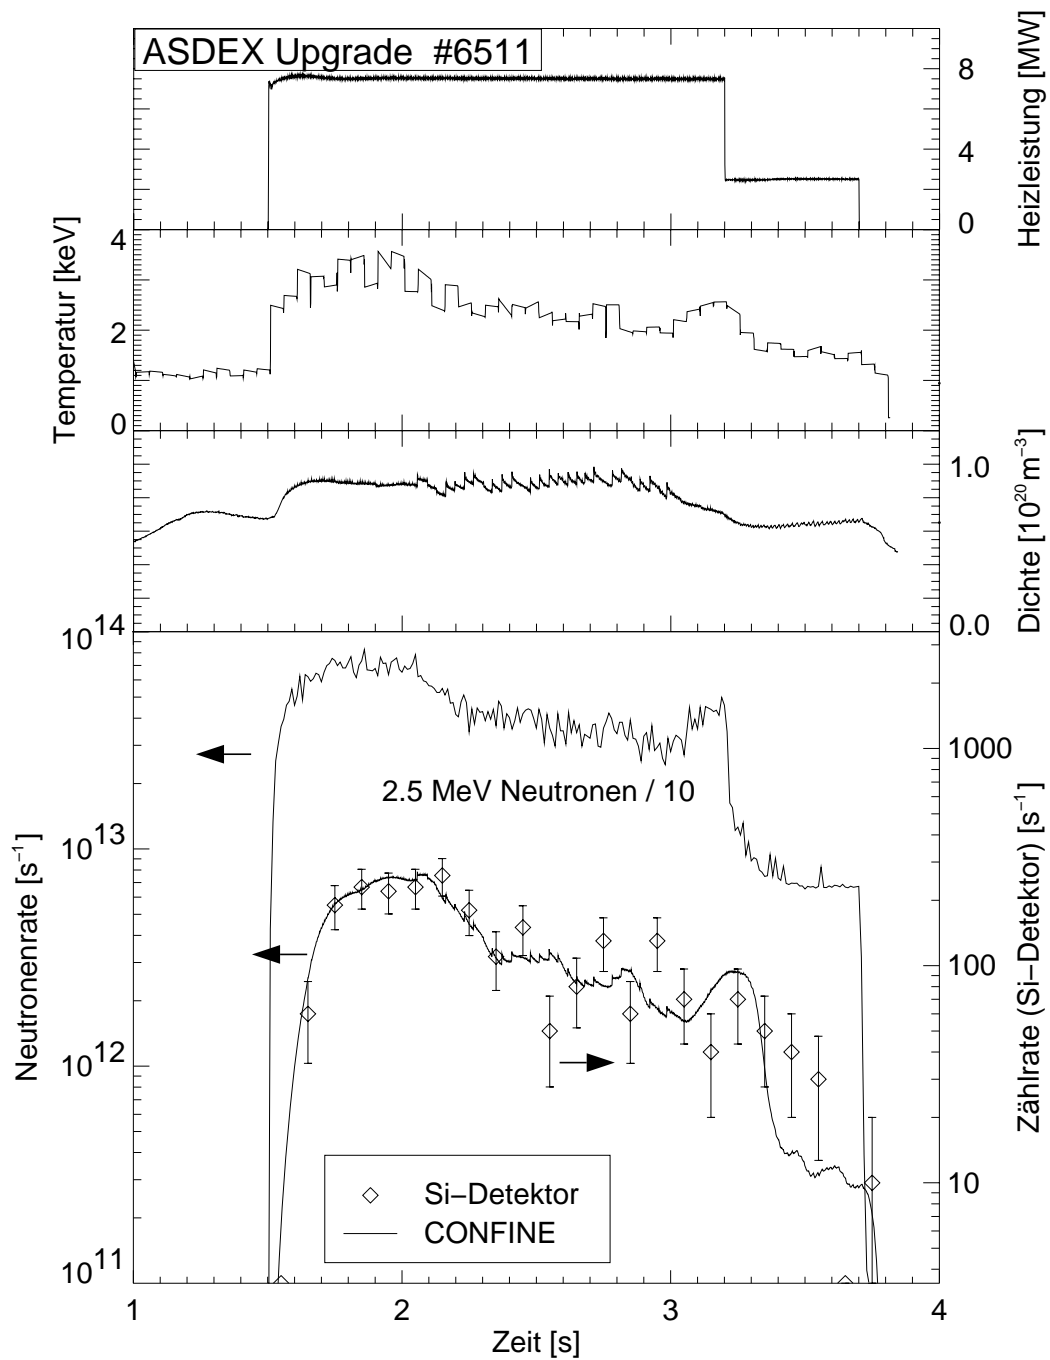 ASDEX Upgrade #6511
8
4
0
Heizleistung [MW]
4
2
0
Temperatur [keV]
1.0
0.0
Dichte [10²⁰m⁻³]
10¹⁴
10¹³
10¹²
10¹¹
Neutronenrate [s⁻¹]
1000
100
10
Zählrate (Si−Detektor) [s⁻¹]
2.5 MeV Neutronen / 10
Si−Detektor
CONFINE
1 2 3 4
Zeit [s]